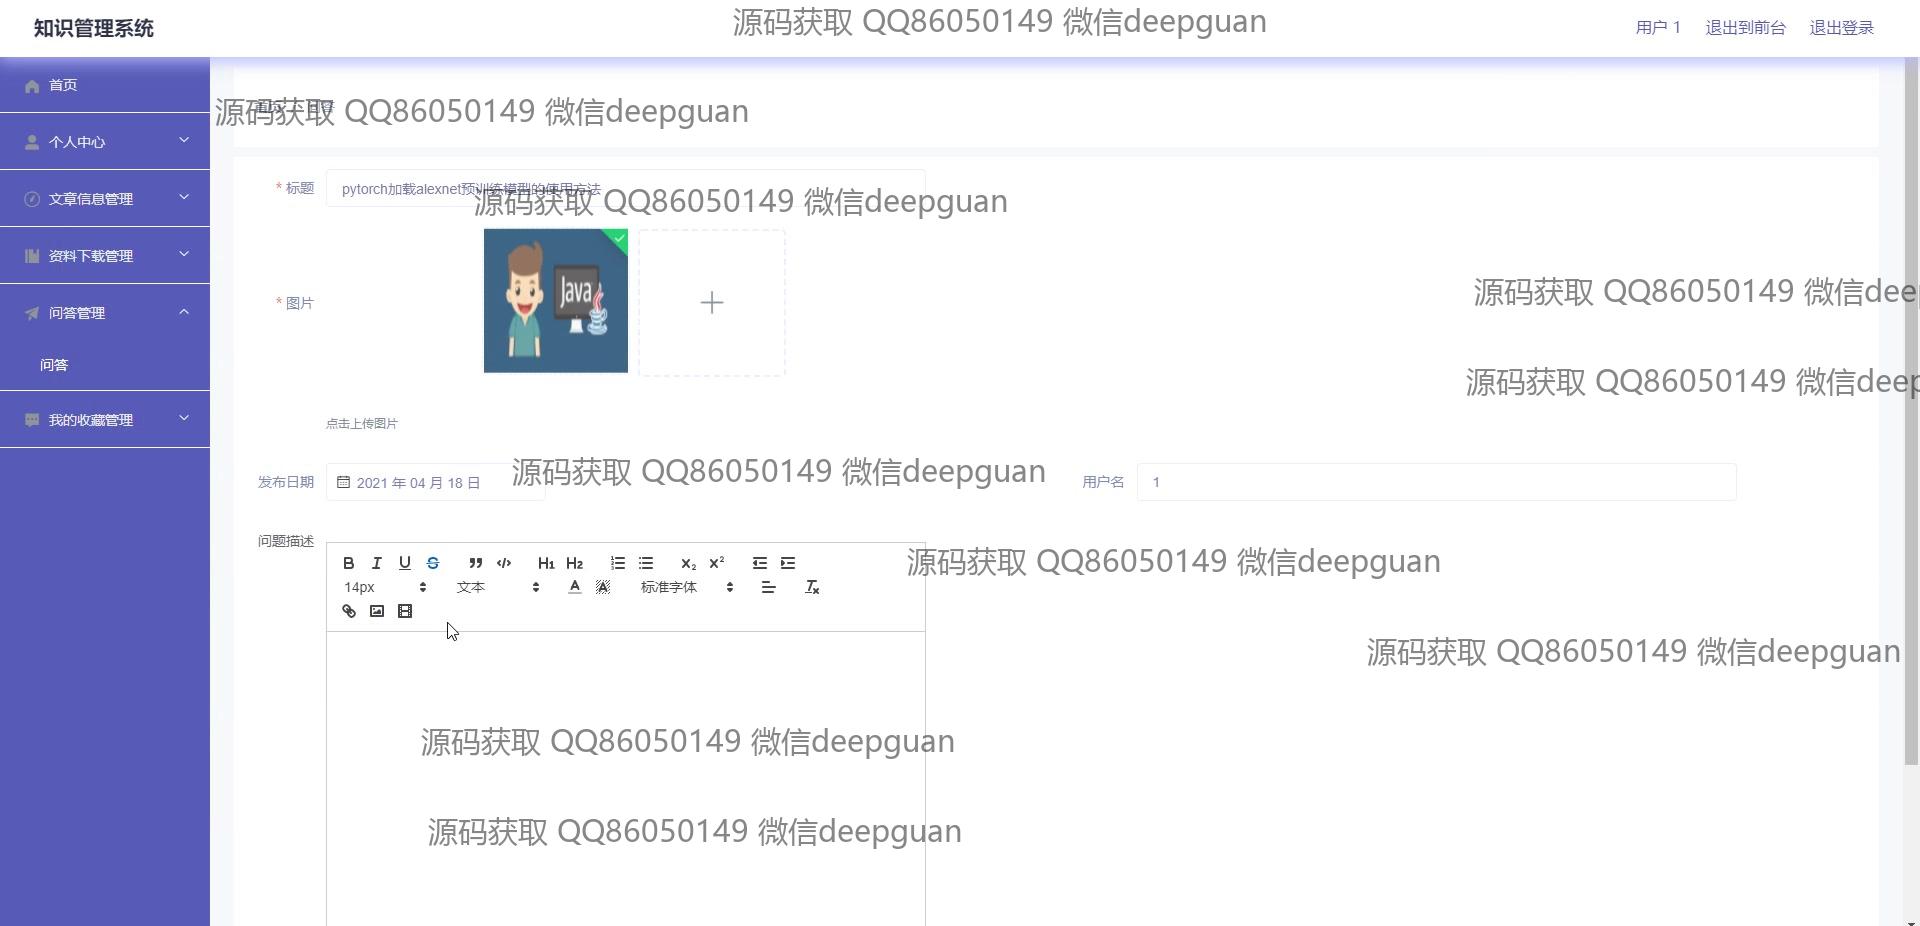 知识管理系统
源码获取 QQ86050149 微信deepguan
用户 1
退出到前台
退出登录
首页
个人中心
文章信息管理
资料下载管理
问答管理
问答
我的收藏管理
源码获取 QQ86050149 微信deepguan
* 标题
pytorch加载alexnet预训练模型的使用方法
源码获取 QQ86050149 微信deepguan
* 图片
Java
源码获取 QQ86050149 微信dee
源码获取 QQ86050149 微信deep
点击上传图片
发布日期
2021 年 04 月 18 日
源码获取 QQ86050149 微信deepguan
用户名
1
问题描述
B I U S H1 H2 X2 X2
14px 文本 A A 标准字体 Tx
源码获取 QQ86050149 微信deepguan
源码获取 QQ86050149 微信deepguan
源码获取 QQ86050149 微信deepguan
源码获取 QQ86050149 微信deepguan